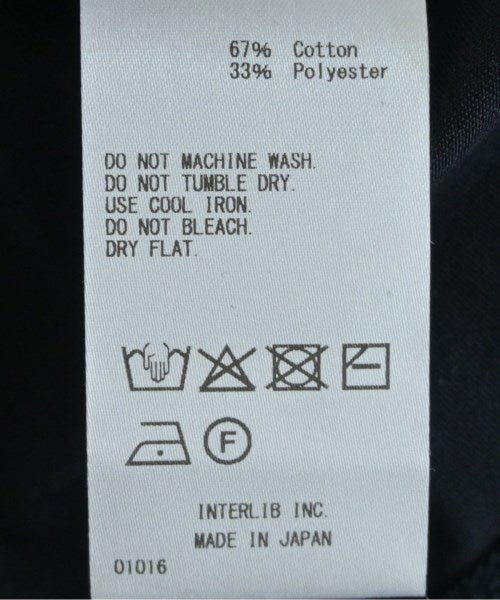 67% Cotton
33% Polyester
DO NOT MACHINE WASH.
DO NOT TUMBLE DRY.
USE COOL IRON.
DO NOT BLEACH.
DRY FLAT.
F
INTERLIB INC.
MADE IN JAPAN
01016